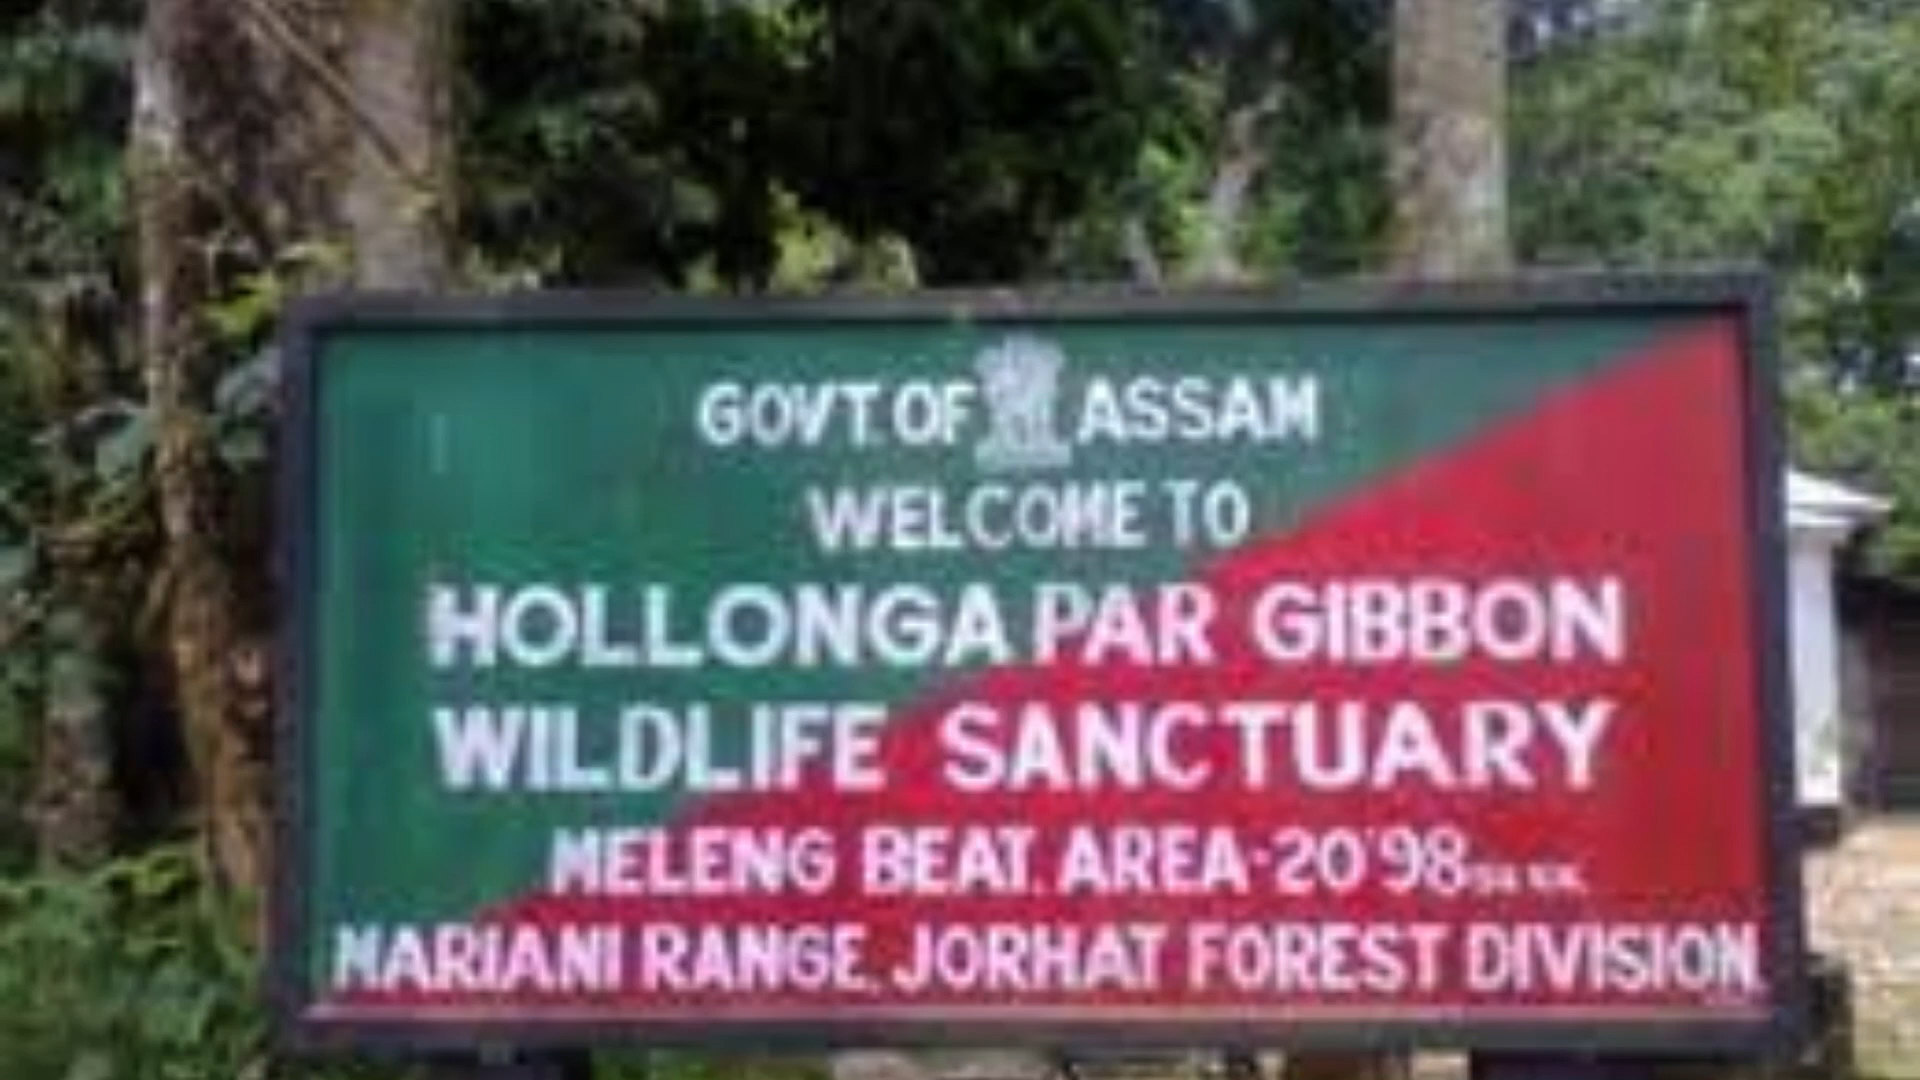 GOVT. OF ASSAM
WELCOME TO
HOLLONGA PAR GIBBON
WILDLIFE SANCTUARY
MELENG BEAT. AREA-20'98
MARIANI RANGE. JORHAT FOREST DIVISION